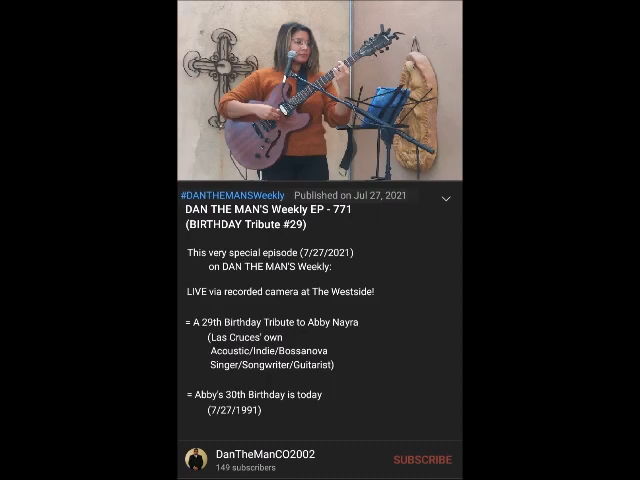 #DANTHEMANSWeekly Published on Jul 27, 2021
DAN THE MAN'S Weekly EP - 771
(BIRTHDAY Tribute #29)
This very special episode (7/27/2021)
on DAN THE MAN'S Weekly:
LIVE via recorded camera at The Westside!
= A 29th Birthday Tribute to Abby Nayra
(Las Cruces' own
Acoustic/Indie/Bossanova
Singer/Songwriter/Guitarist)
= Abby's 30th Birthday is today
(7/27/1991)
DanTheManCO2002
149 subscribers
SUBSCRIBE